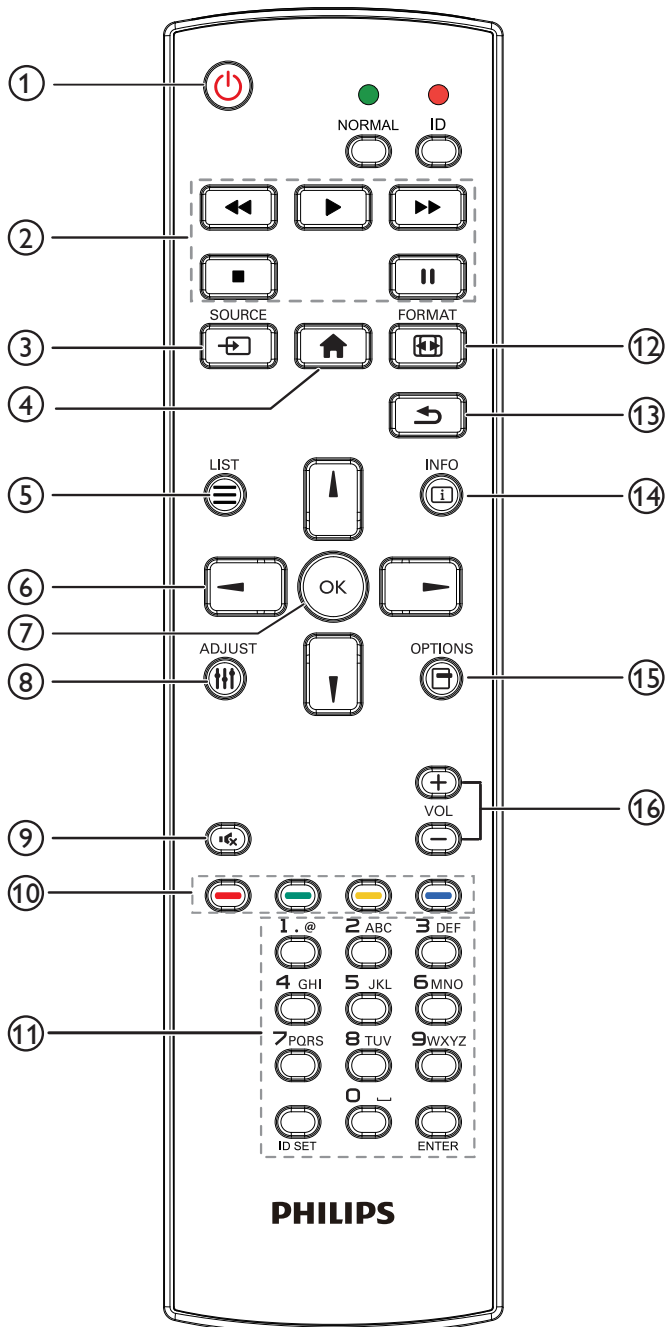 ①
NORMAL ID
②
SOURCE FORMAT
③ ⑫
④
⑬
LIST INFO
⑤ ⑭
⑥
OK
⑦
ADJUST OPTIONS
⑧ ⑮
VOL
⑯
⑨
⑩
1 . @ 2 ABC 3 DEF
4 GHI 5 JKL 6 MNO
⑪
7 PQRS 8 TUV 9 WXYZ
0 ⎵
ID SET ENTER
PHILIPS